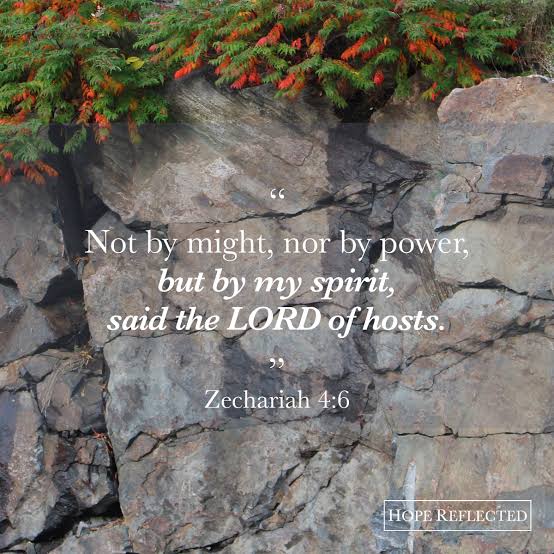 “
Not by might, nor by power,
but by my spirit,
said the LORD of hosts.
”
Zechariah 4:6
HOPE REFLECTED